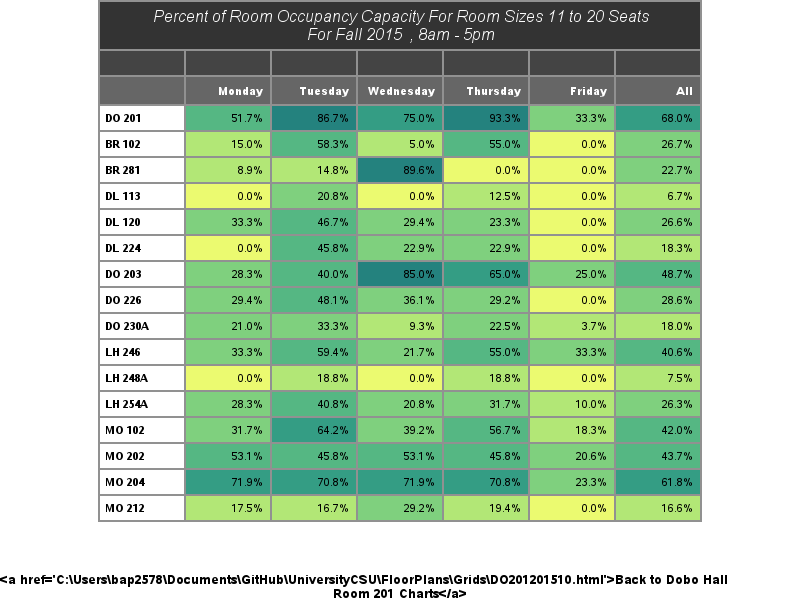 Percent of Room Occupancy Capacity For Room Sizes 11 to 20 Seats
For Fall 2015 , 8am - 5pm
Monday Tuesday Wednesday Thursday Friday All
DO 201 51.7% 86.7% 75.0% 93.3% 33.3% 68.0%
BR 102 15.0% 58.3% 5.0% 55.0% 0.0% 26.7%
BR 281 8.9% 14.8% 89.6% 0.0% 0.0% 22.7%
DL 113 0.0% 20.8% 0.0% 12.5% 0.0% 6.7%
DL 120 33.3% 46.7% 29.4% 23.3% 0.0% 26.6%
DL 224 0.0% 45.8% 22.9% 22.9% 0.0% 18.3%
DO 203 28.3% 40.0% 85.0% 65.0% 25.0% 48.7%
DO 226 29.4% 48.1% 36.1% 29.2% 0.0% 28.6%
DO 230A 21.0% 33.3% 9.3% 22.5% 3.7% 18.0%
LH 246 33.3% 59.4% 21.7% 55.0% 33.3% 40.6%
LH 248A 0.0% 18.8% 0.0% 18.8% 0.0% 7.5%
LH 254A 28.3% 40.8% 20.8% 31.7% 10.0% 26.3%
MO 102 31.7% 64.2% 39.2% 56.7% 18.3% 42.0%
MO 202 53.1% 45.8% 53.1% 45.8% 20.6% 43.7%
MO 204 71.9% 70.8% 71.9% 70.8% 23.3% 61.8%
MO 212 17.5% 16.7% 29.2% 19.4% 0.0% 16.6%
<a href='C:\Users\bap2578\Documents\GitHub\UniversityCSU\FloorPlans\Grids\DO201201510.html'>Back to Dobo Hall
Room 201 Charts</a>